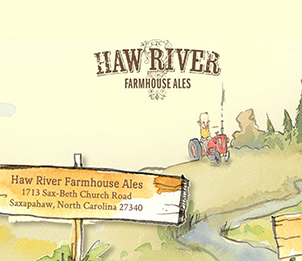 HAW RIVER
FARMHOUSE ALES
Haw River Farmhouse Ales
1713 Sax-Beth Church Road
Saxapahaw, North Carolina 27340